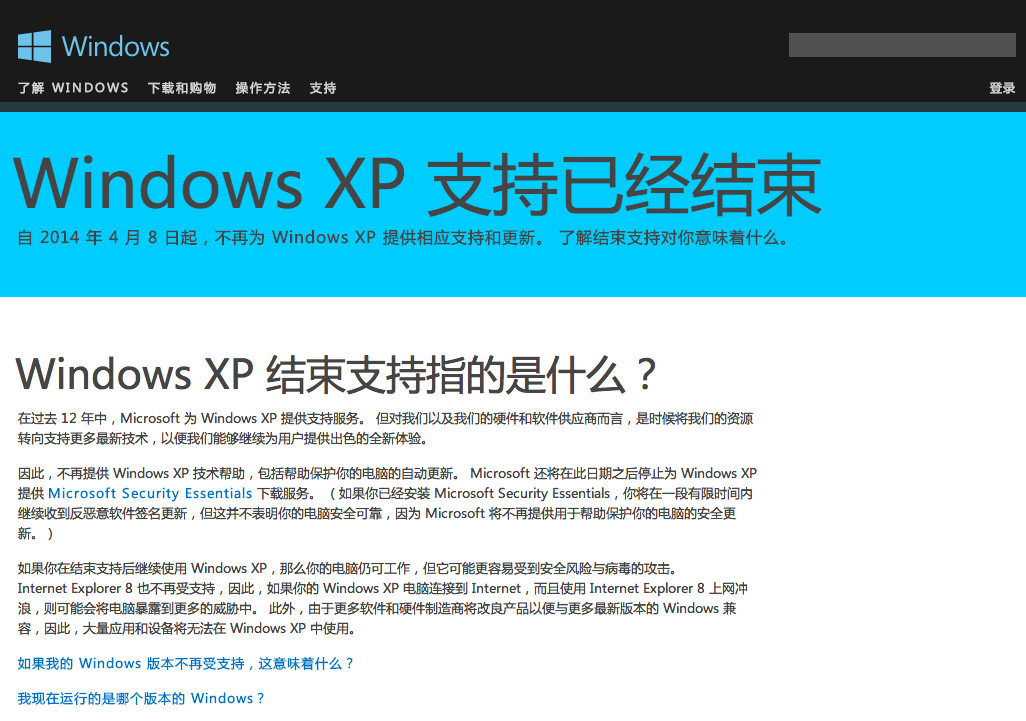 Windows
了解 WINDOWS 下载和购物 操作方法 支持 登录
Windows XP 支持已经结束
自 2014 年 4 月 8 日起，不再为 Windows XP 提供相应支持和更新。 了解结束支持对你意味着什么。
Windows XP 结束支持指的是什么？
在过去 12 年中，Microsoft 为 Windows XP 提供支持服务。 但对我们以及我们的硬件和软件供应商而言，是时候将我们的资源
转向支持更多最新技术，以便我们能够继续为用户提供出色的全新体验。
因此，不再提供 Windows XP 技术帮助，包括帮助保护你的电脑的自动更新。 Microsoft 还将在此日期之后停止为 Windows XP
提供 Microsoft Security Essentials 下载服务。（如果你已经安装 Microsoft Security Essentials，你将在一段有限时间内
继续收到反恶意软件签名更新，但这并不表明你的电脑安全可靠，因为 Microsoft 将不再提供用于帮助保护你的电脑的安全更
新。）
如果你在结束支持后继续使用 Windows XP，那么你的电脑仍可工作，但它可能更容易受到安全风险与病毒的攻击。
Internet Explorer 8 也不再受支持，因此，如果你的 Windows XP 电脑连接到 Internet，而且使用 Internet Explorer 8 上网冲
浪，则可能会将电脑暴露到更多的威胁中。 此外，由于更多软件和硬件制造商将改良产品以便与更多最新版本的 Windows 兼
容，因此，大量应用和设备将无法在 Windows XP 中使用。
如果我的 Windows 版本不再受支持，这意味着什么？
我现在运行的是哪个版本的 Windows？